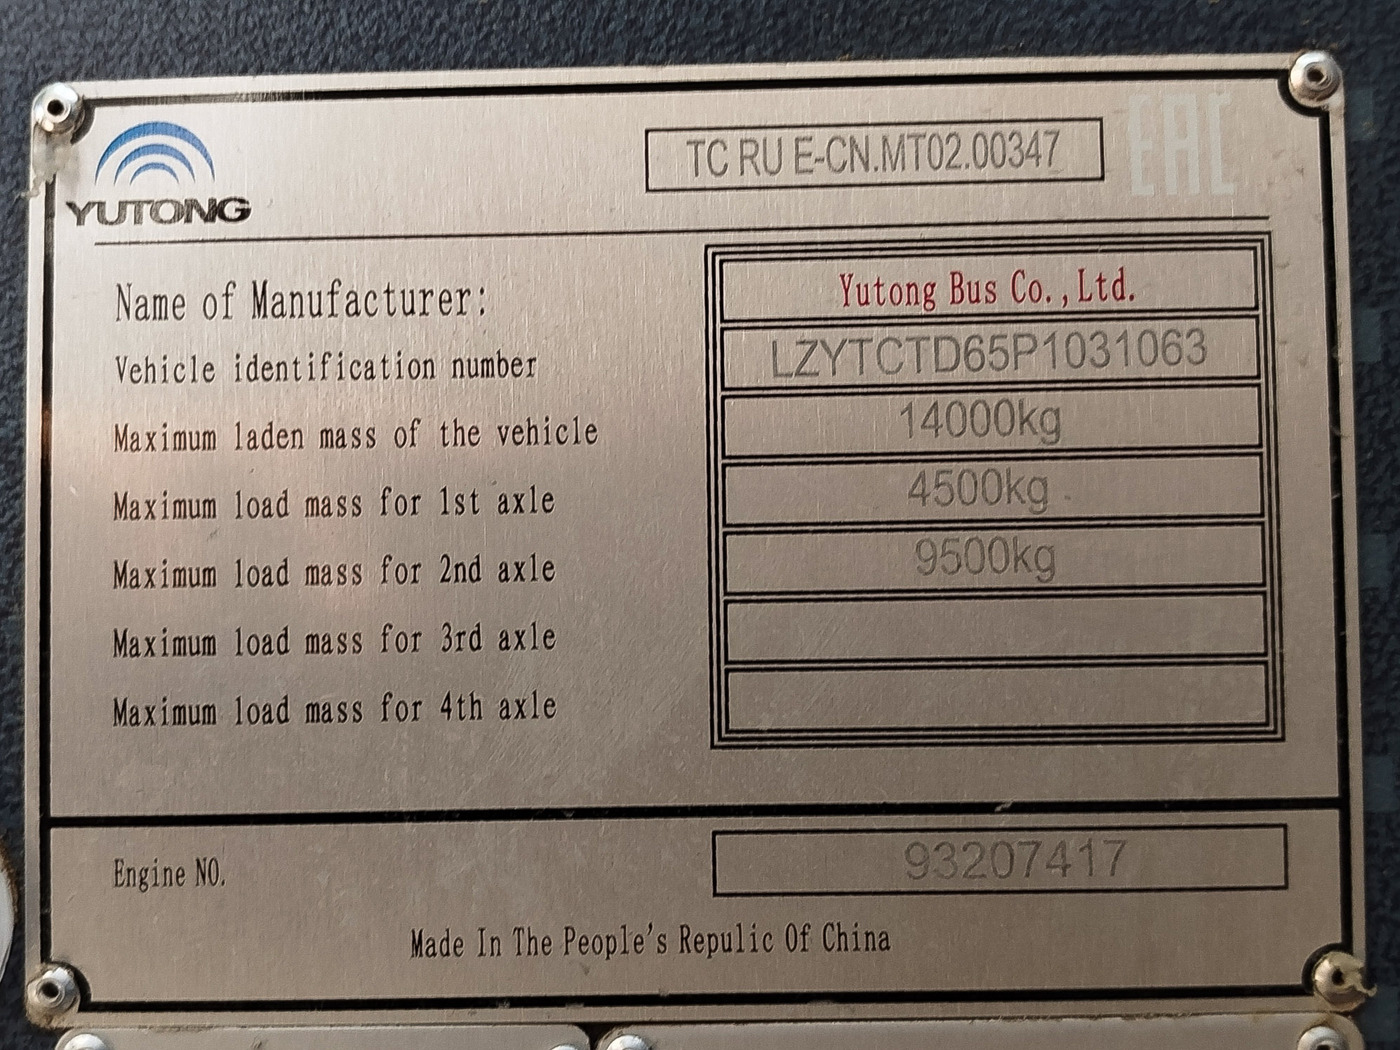 YUTONG
TC RU E-CN.MT02.00347
EAC
Name of Manufacturer: Yutong Bus Co.,Ltd.
Vehicle identification number LZYTCTD65P1031063
Maximum laden mass of the vehicle 14000kg
Maximum load mass for 1st axle 4500kg
Maximum load mass for 2nd axle 9500kg
Maximum load mass for 3rd axle
Maximum load mass for 4th axle
Engine NO. 93207417
Made In The People's Repulic Of China